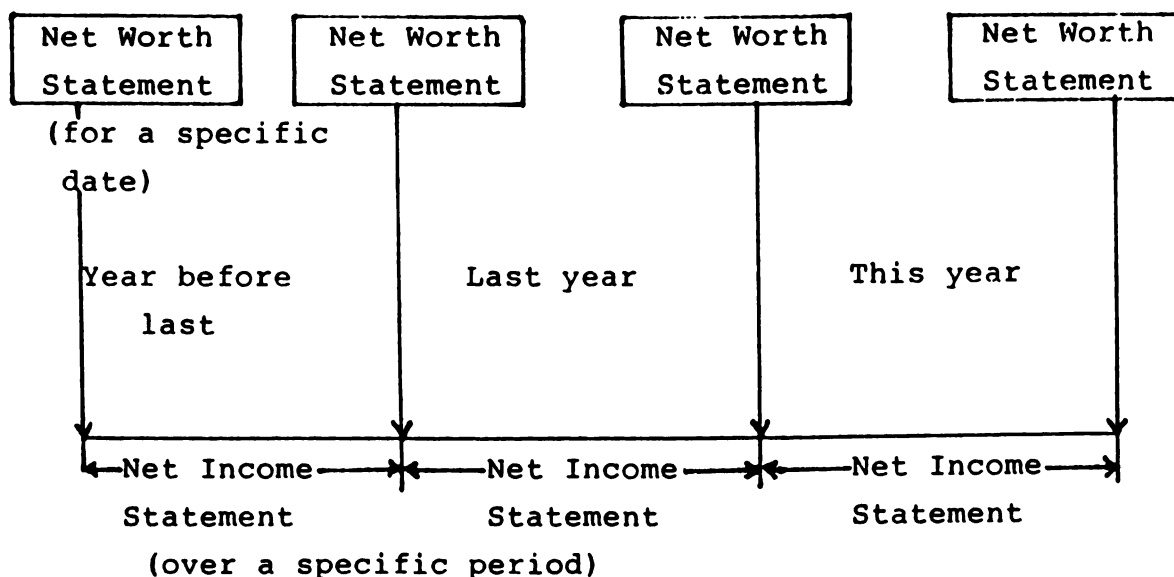 Net Worth Statement
Net Worth Statement
Net Worth Statement
Net Worth Statement
(for a specific
date)
Year before
last
Last year
This year
Net Income
Statement
Net Income
Statement
Net Income
Statement
(over a specific period)